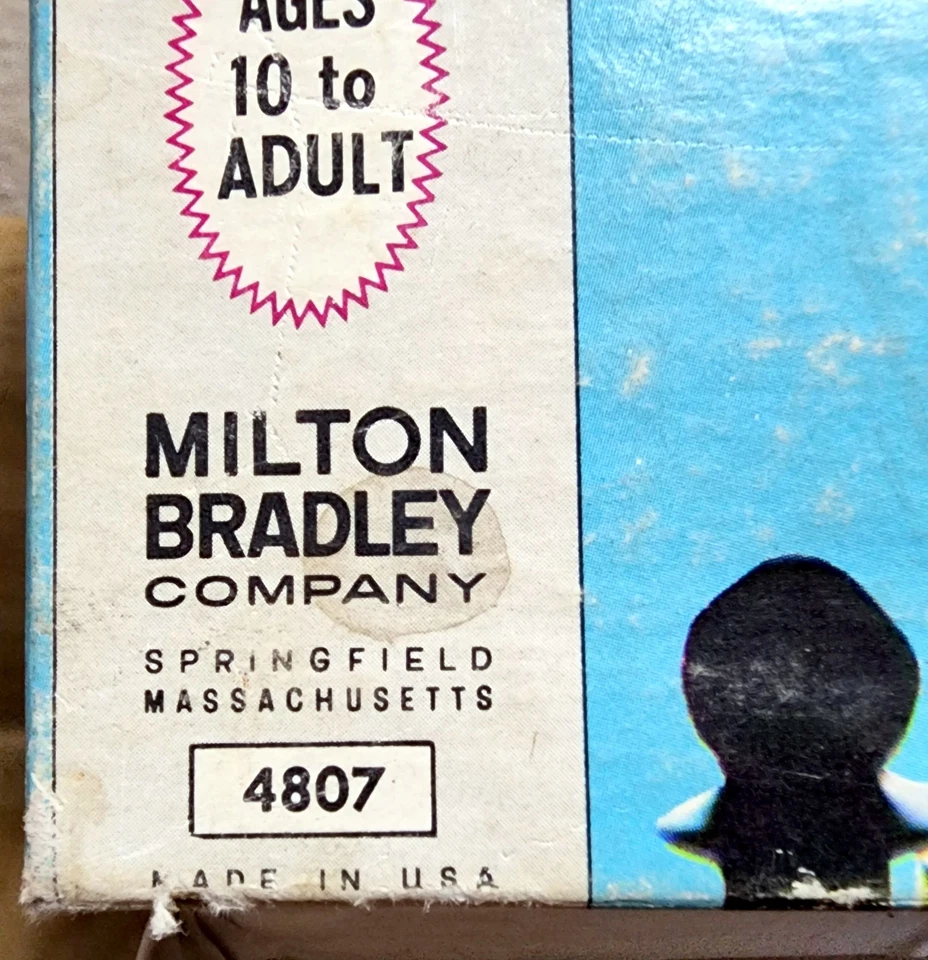 AGES
10 to
ADULT
MILTON
BRADLEY
COMPANY
SPRINGFIELD
MASSACHUSETTS
4807
MADE IN USA